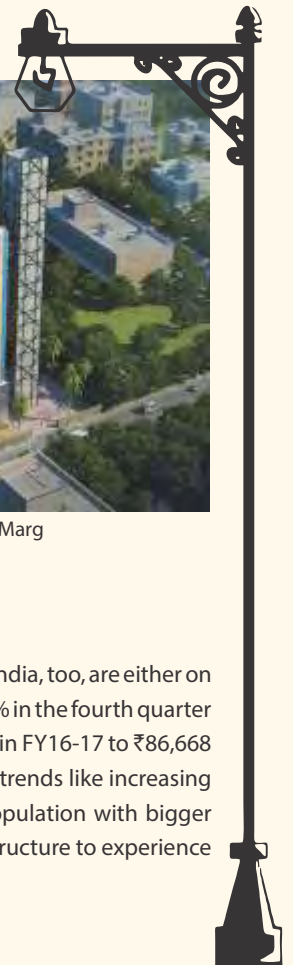 Marg
ndia, too, are either on
% in the fourth quarter
in FY16-17 to ₹86,668
trends like increasing
opulation with bigger
ructure to experience